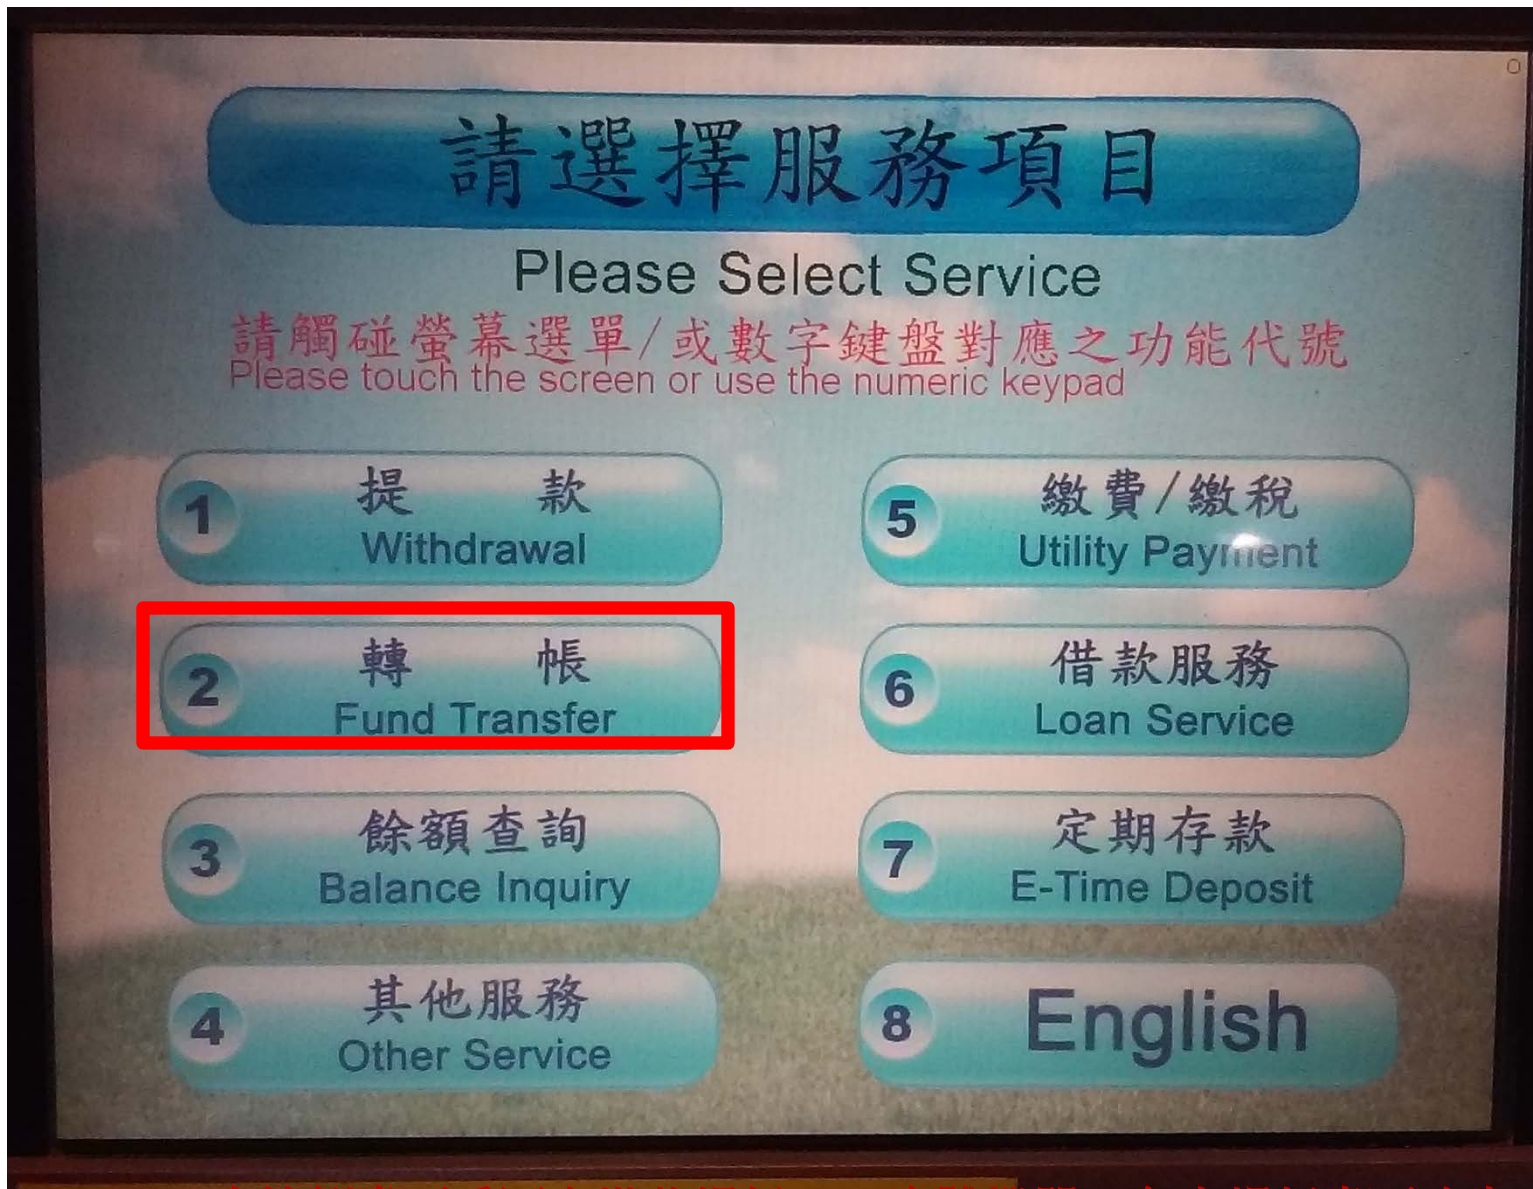 請選擇服務項目
Please Select Service
請觸碰螢幕選單/或數字鍵盤對應之功能代號
Please touch the screen or use the numeric keypad
1 提 款
Withdrawal
2 轉 帳
Fund Transfer
3 餘額查詢
Balance Inquiry
4 其他服務
Other Service
5 繳費/繳稅
Utility Payment
6 借款服務
Loan Service
7 定期存款
E-Time Deposit
8 English